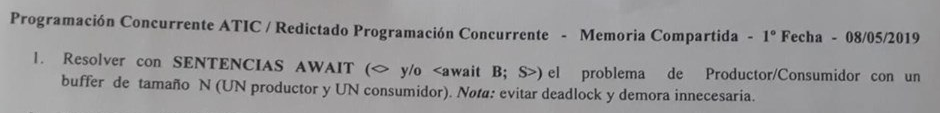 Programación Concurrente ATIC / Redictado Programación Concurrente - Memoria Compartida - 1° Fecha - 08/05/2019
1. Resolver con SENTENCIAS AWAIT (<> y/o <await B; S>) el problema de Productor/Consumidor con un
buffer de tamaño N (UN productor y UN consumidor). Nota: evitar deadlock y demora innecesaria.